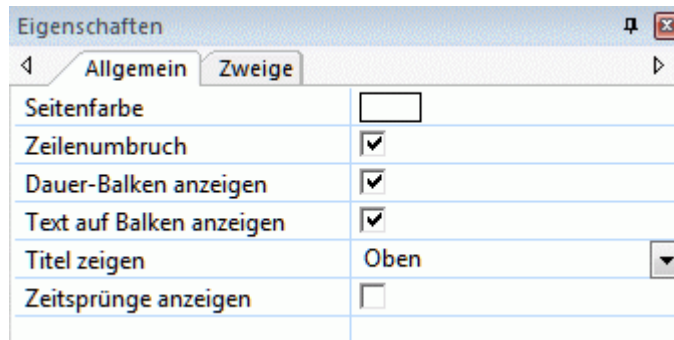 Eigenschaften
Allgemein Zweige
Seitenfarbe
Zeilenumbruch
Dauer-Balken anzeigen
Text auf Balken anzeigen
Titel zeigen Oben
Zeitsprünge anzeigen